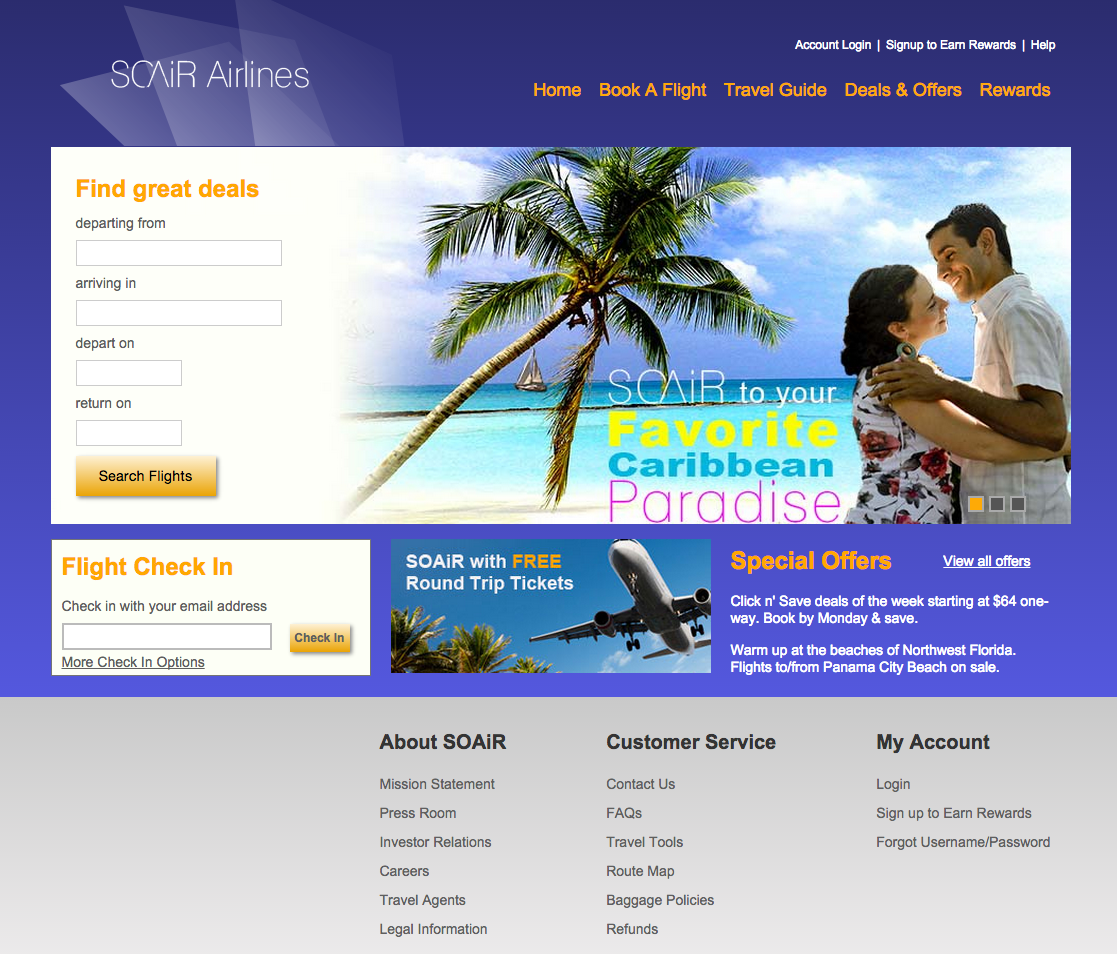 Account Login | Signup to Earn Rewards | Help
SOAiR Airlines
Home Book A Flight Travel Guide Deals & Offers Rewards
Find great deals
departing from
arriving in
depart on
return on
Search Flights
SOAiR to your
Favorite
Caribbean
Paradise
Flight Check In
Check in with your email address
Check In
More Check In Options
SOAiR with FREE
Round Trip Tickets
Special Offers
View all offers
Click n' Save deals of the week starting at $64 one-
way. Book by Monday & save.
Warm up at the beaches of Northwest Florida.
Flights to/from Panama City Beach on sale.
About SOAiR
Mission Statement
Press Room
Investor Relations
Careers
Travel Agents
Legal Information
Customer Service
Contact Us
FAQs
Travel Tools
Route Map
Baggage Policies
Refunds
My Account
Login
Sign up to Earn Rewards
Forgot Username/Password